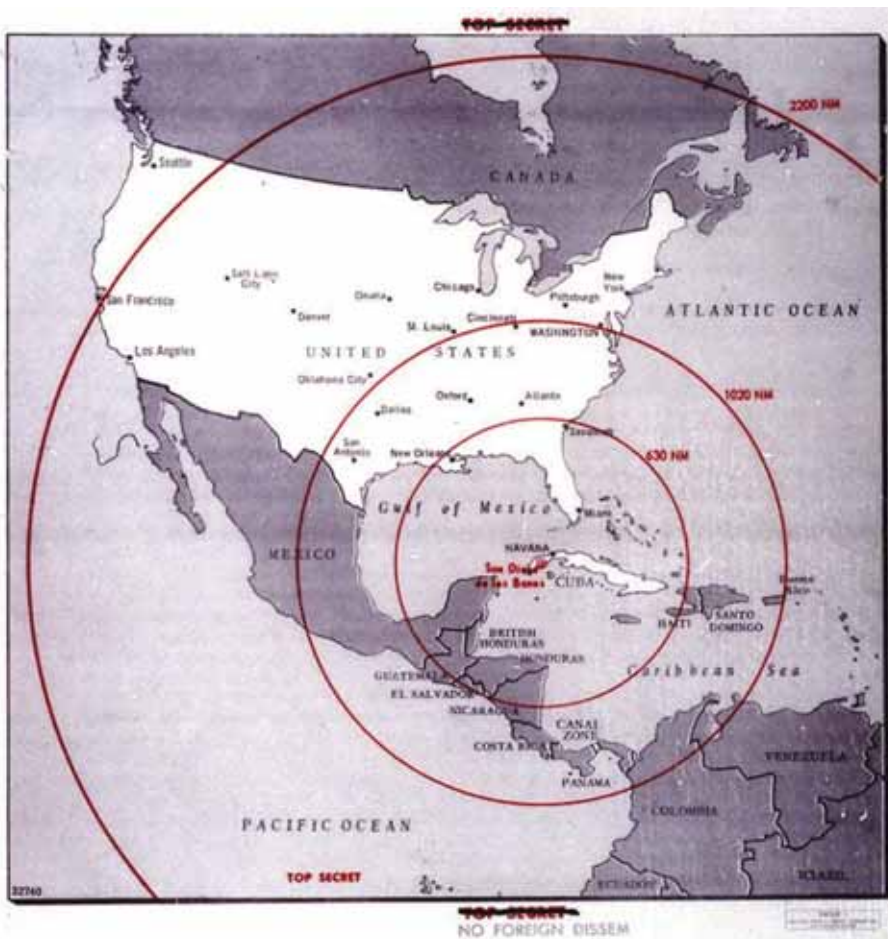 TOP SECRET
2200 NM
Seattle
CANADA
Salt Lake
City
San Francisco
Denver
Omaha
Chicago
New
York
Pittsburgh
ATLANTIC OCEAN
St. Louis
Cincinnati
WASHINGTON
Los Angeles
UNITED STATES
Oklahoma City
Oxford
Atlanta
1020 NM
Dallas
Savannah
San
Antonio
New Orleans
630 NM
Gulf of Mexico
Miami
MEXICO
HAVANA
CUBA
HAITI
SANTO
DOMINGO
BRITISH
HONDURAS
HONDURAS
GUATEMALA
EL SALVADOR
NICARAGUA
Caribbean Sea
CANAL
ZONE
COSTA RICA
PANAMA
VENEZUELA
COLOMBIA
PACIFIC OCEAN
TOP SECRET
ECUADOR
32760
TOP SECRET
NO FOREIGN DISSEM